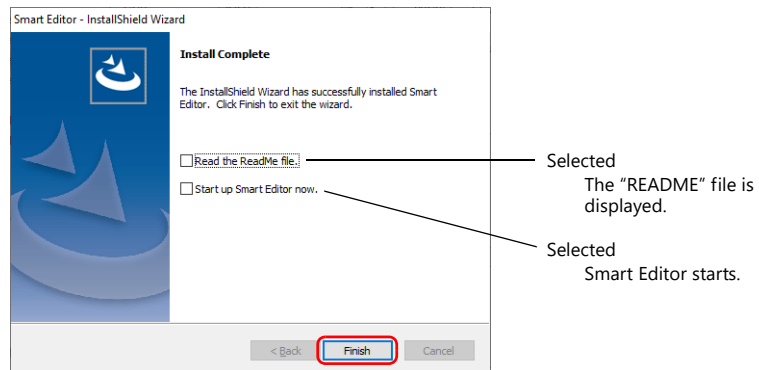 Smart Editor - InstallShield Wizard
Install Complete
The InstallShield Wizard has successfully installed Smart
Editor. Click Finish to exit the wizard.
Read the ReadMe file.
Selected
The “README” file is
displayed.
Start up Smart Editor now.
Selected
Smart Editor starts.
< Back
Finish
Cancel